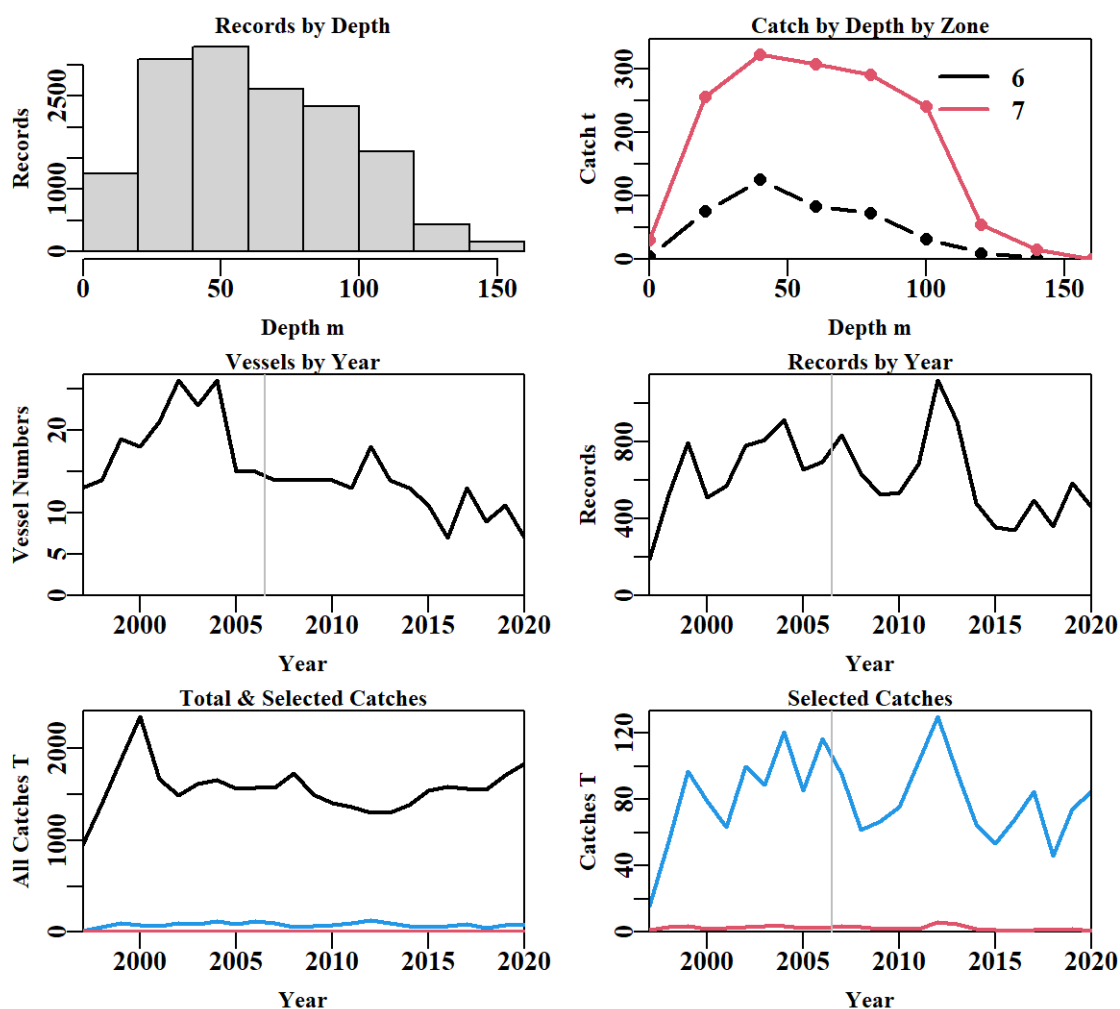 Records by Depth
Records
0
1000
2500
0
50
100
150
Depth m
Catch by Depth by Zone
Catch t
0
100
200
300
6
7
0
50
100
150
Depth m
Vessels by Year
Vessel Numbers
0
5
10
20
2000
2005
2010
2015
2020
Year
Records by Year
Records
0
400
800
2000
2005
2010
2015
2020
Year
Total & Selected Catches
All Catches T
0
1000
2000
2000
2005
2010
2015
2020
Year
Selected Catches
Catches T
0
40
80
120
2000
2005
2010
2015
2020
Year